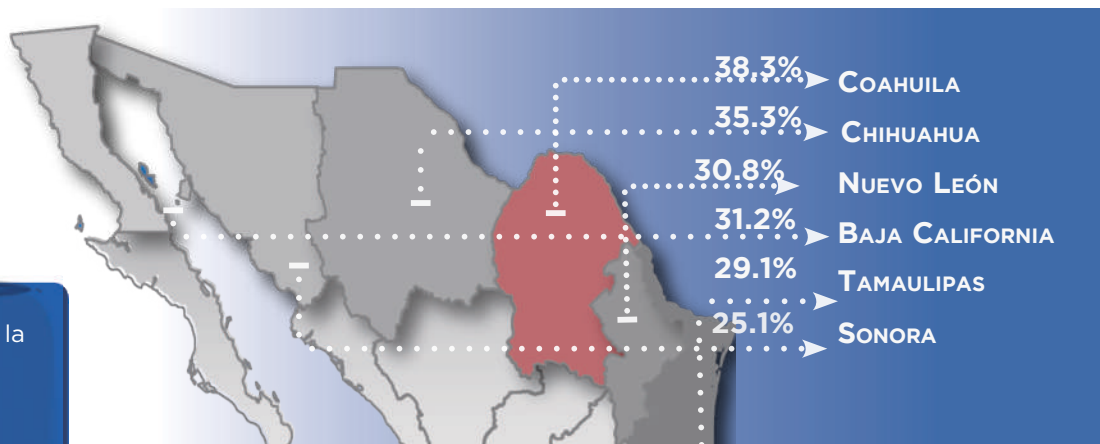 38.3% COAHUILA
35.3% CHIHUAHUA
30.8% NUEVO LEÓN
31.2% BAJA CALIFORNIA
29.1% TAMAULIPAS
25.1% SONORA
la